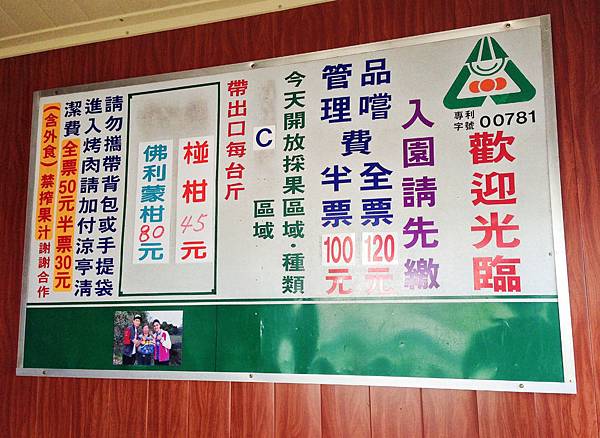 專利
字號 00781
歡迎光臨
入園請先繳
品嚐費全票120元
管理費半票100元
今天開放採果區域・種類
C 區域
帶出口每台斤
椪柑45元
佛利蒙柑80元
請勿攜帶背包或手提袋
進入烤肉請加付涼亭清
潔費全票50元半票30元
(含外食)禁搾果汁謝謝合作